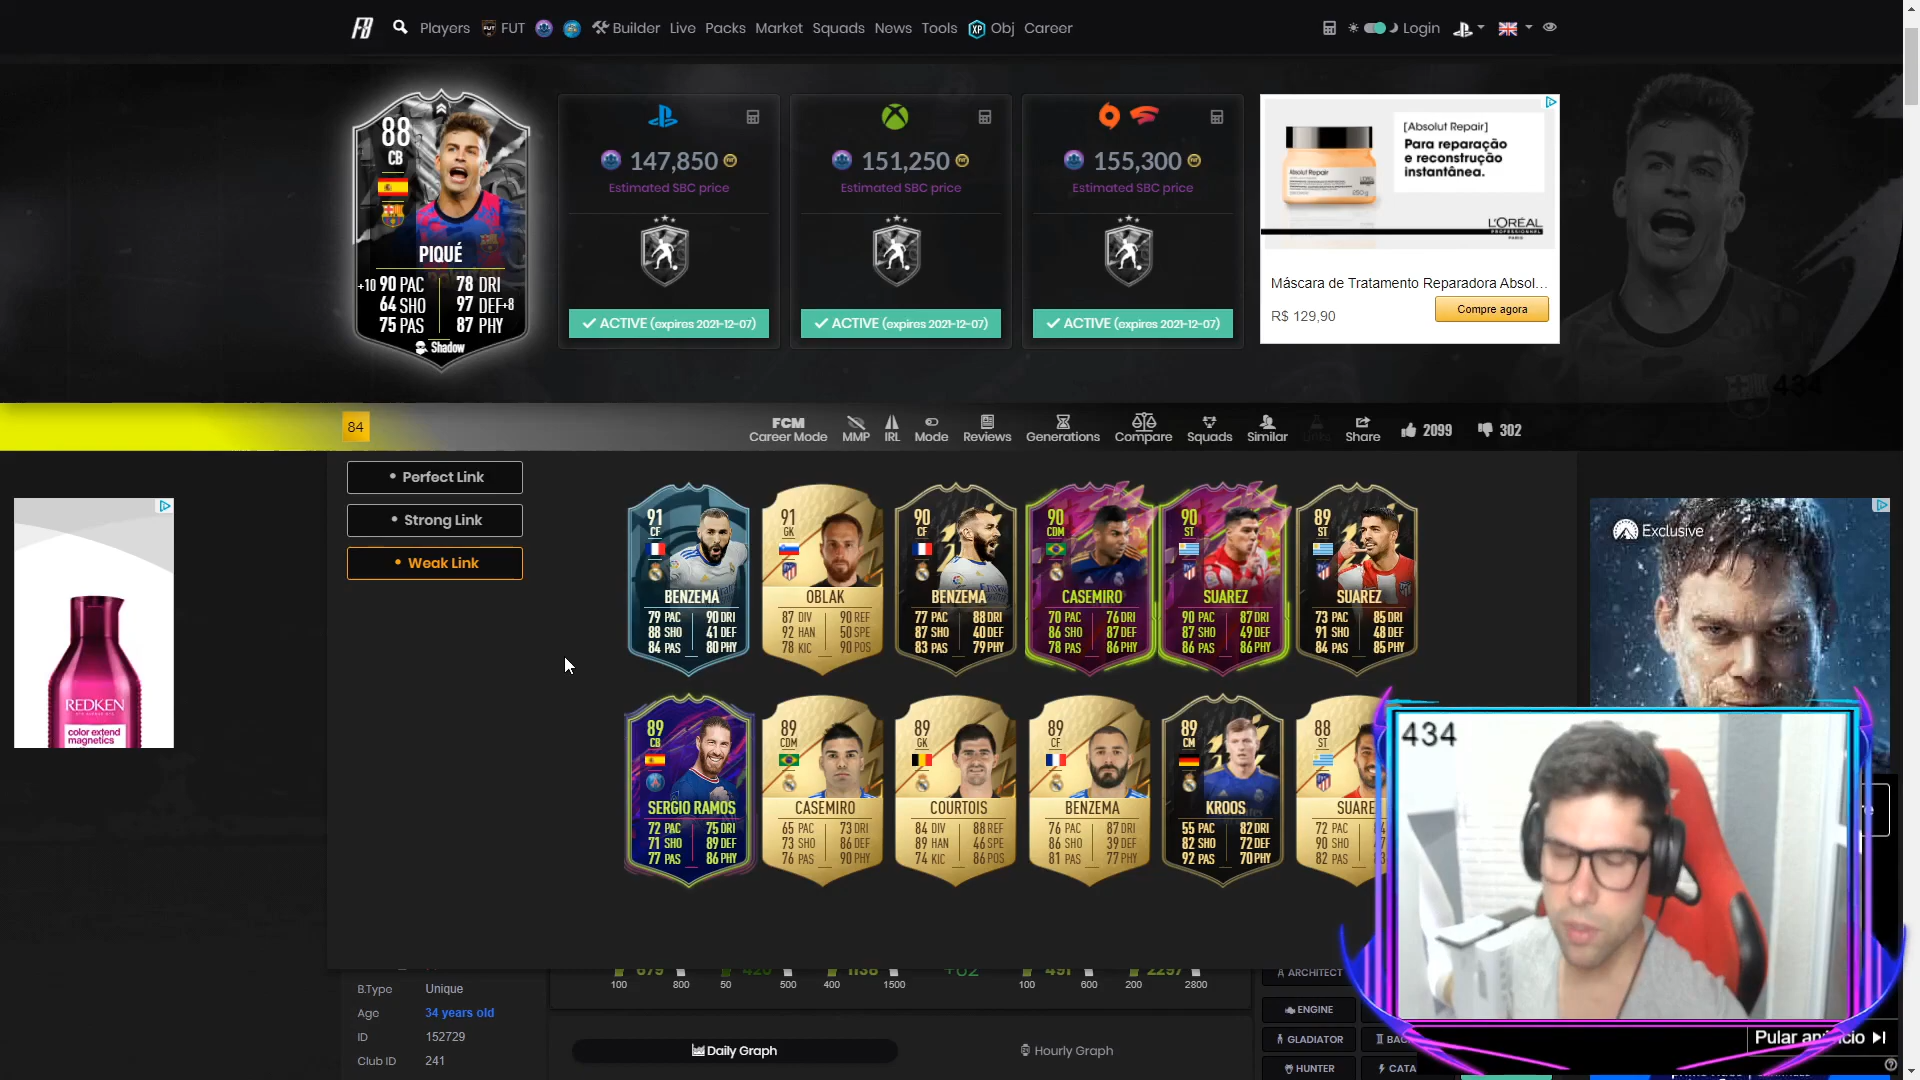 Players FUT Builder Live Packs Market Squads News Tools XP Obj Career Login
88
CB
PIQUÉ
+10 90 PAC 78 DRI
64 SHO 97 DEF+8
75 PAS 87 PHY
Shadow
147,850
Estimated SBC price
ACTIVE (expires 2021-12-07)
151,250
Estimated SBC price
ACTIVE (expires 2021-12-07)
155,300
Estimated SBC price
ACTIVE (expires 2021-12-07)
[Absolut Repair]
Para reparação
e reconstrução
instantânea.
L'ORÉAL
PROFESSIONNEL
PARIS
Máscara de Tratamento Reparadora Absol...
R$ 129,90
Compre agora
434
84
FCM
Career Mode
MMP
IRL
Mode
Reviews
Generations
Compare
Squads
Similar
Links
Share
2099
302
• Perfect Link
• Strong Link
• Weak Link
91
CF
BENZEMA
79 PAC 90 DRI
88 SHO 41 DEF
84 PAS 80 PHY
91
GK
OBLAK
87 DIV 90 REF
92 HAN 50 SPE
78 KIC 90 POS
90
CF
BENZEMA
77 PAC 88 DRI
87 SHO 40 DEF
83 PAS 79 PHY
90
CDM
CASEMIRO
70 PAC 76 DRI
86 SHO 87 DEF
78 PAS 86 PHY
90
ST
SUAREZ
90 PAC 87 DRI
87 SHO 49 DEF
86 PAS 86 PHY
89
ST
SUAREZ
73 PAC 85 DRI
91 SHO 48 DEF
84 PAS 85 PHY
89
CB
SERGIO RAMOS
72 PAC 75 DRI
71 SHO 89 DEF
77 PAS 86 PHY
89
CDM
CASEMIRO
65 PAC 73 DRI
73 SHO 86 DEF
76 PAS 90 PHY
89
GK
COURTOIS
84 DIV 88 REF
89 HAN 46 SPE
74 KIC 86 POS
89
CF
BENZEMA
76 PAC 87 DRI
86 SHO 39 DEF
81 PAS 77 PHY
89
CM
KROOS
55 PAC 82 DRI
82 SHO 72 DEF
92 PAS 70 PHY
88
ST
SUARE
72 PAC
90 SHO
82 PAS
REDKEN
color extend
magnetics
Exclusive
434
679 420 1138 +62 491 2297
100 800 50 500 400 1500 100 600 200 2800
B.Type Unique
Age 34 years old
ID 152729
Club ID 241
Daily Graph
Hourly Graph
ARCHITECT
ENGINE
GLADIATOR
HUNTER
BAC
CATA
Pular anúncio